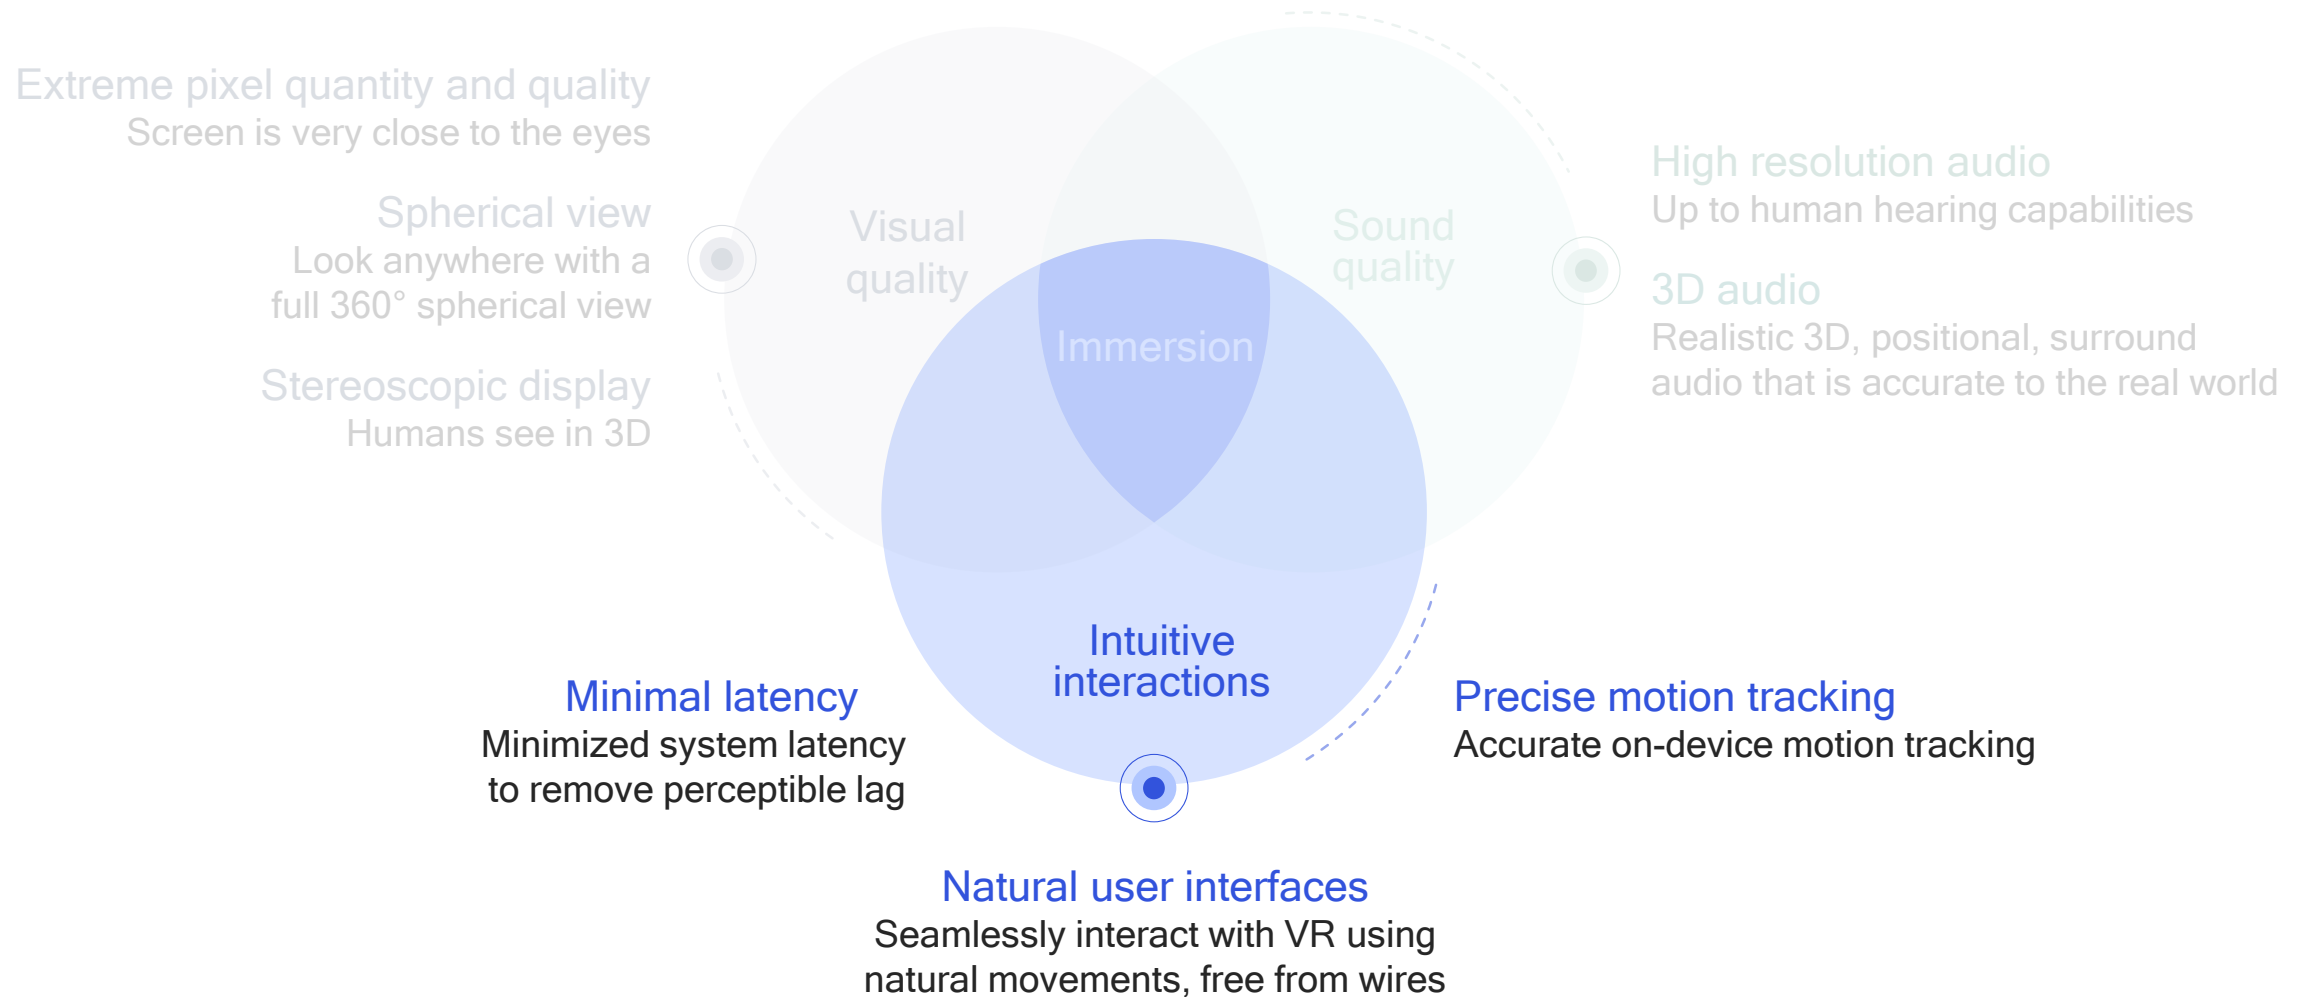 Extreme pixel quantity and quality
Screen is very close to the eyes
Spherical view
Look anywhere with a
full 360° spherical view
Stereoscopic display
Humans see in 3D
Visual
quality
Sound
quality
Immersion
High resolution audio
Up to human hearing capabilities
3D audio
Realistic 3D, positional, surround
audio that is accurate to the real world
Intuitive
interactions
Minimal latency
Minimized system latency
to remove perceptible lag
Precise motion tracking
Accurate on-device motion tracking
Natural user interfaces
Seamlessly interact with VR using
natural movements, free from wires